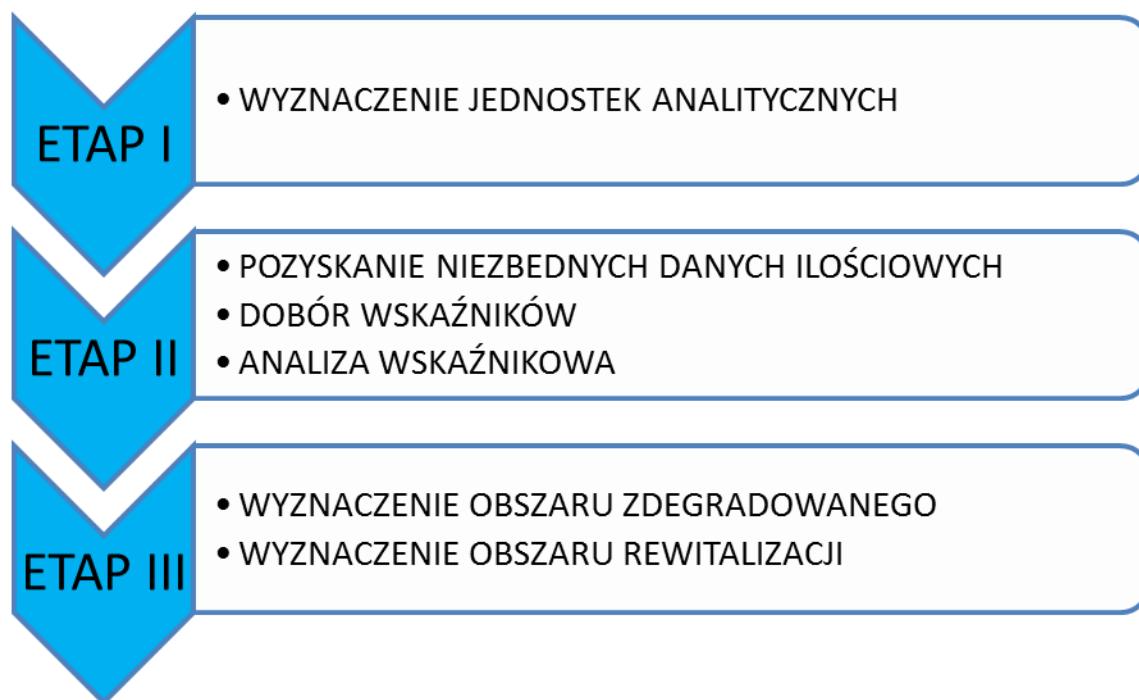 ETAP I
• WYZNACZENIE JEDNOSTEK ANALITYCZNYCH
ETAP II
• POZYSKANIE NIEZBEDNYCH DANYCH ILOŚCIOWYCH
• DOBÓR WSKAŹNIKÓW
• ANALIZA WSKAŹNIKOWA
ETAP III
• WYZNACZENIE OBSZARU ZDEGRADOWANEGO
• WYZNACZENIE OBSZARU REWITALIZACJI